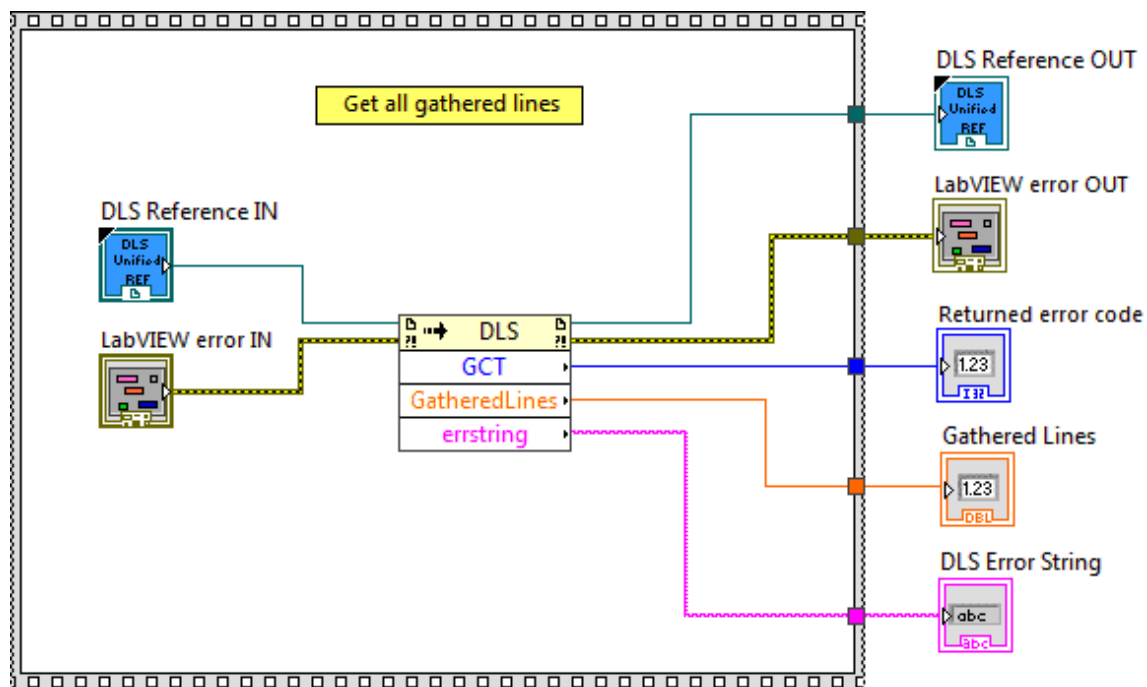 Get all gathered lines
DLS Reference IN
DLS
Unified
REF
LabVIEW error IN
?!
DLS
?!
GCT
GatheredLines
errstring
DLS Reference OUT
DLS
Unified
REF
LabVIEW error OUT
Returned error code
1.23
I32
Gathered Lines
1.23
DBL
DLS Error String
abc
abc